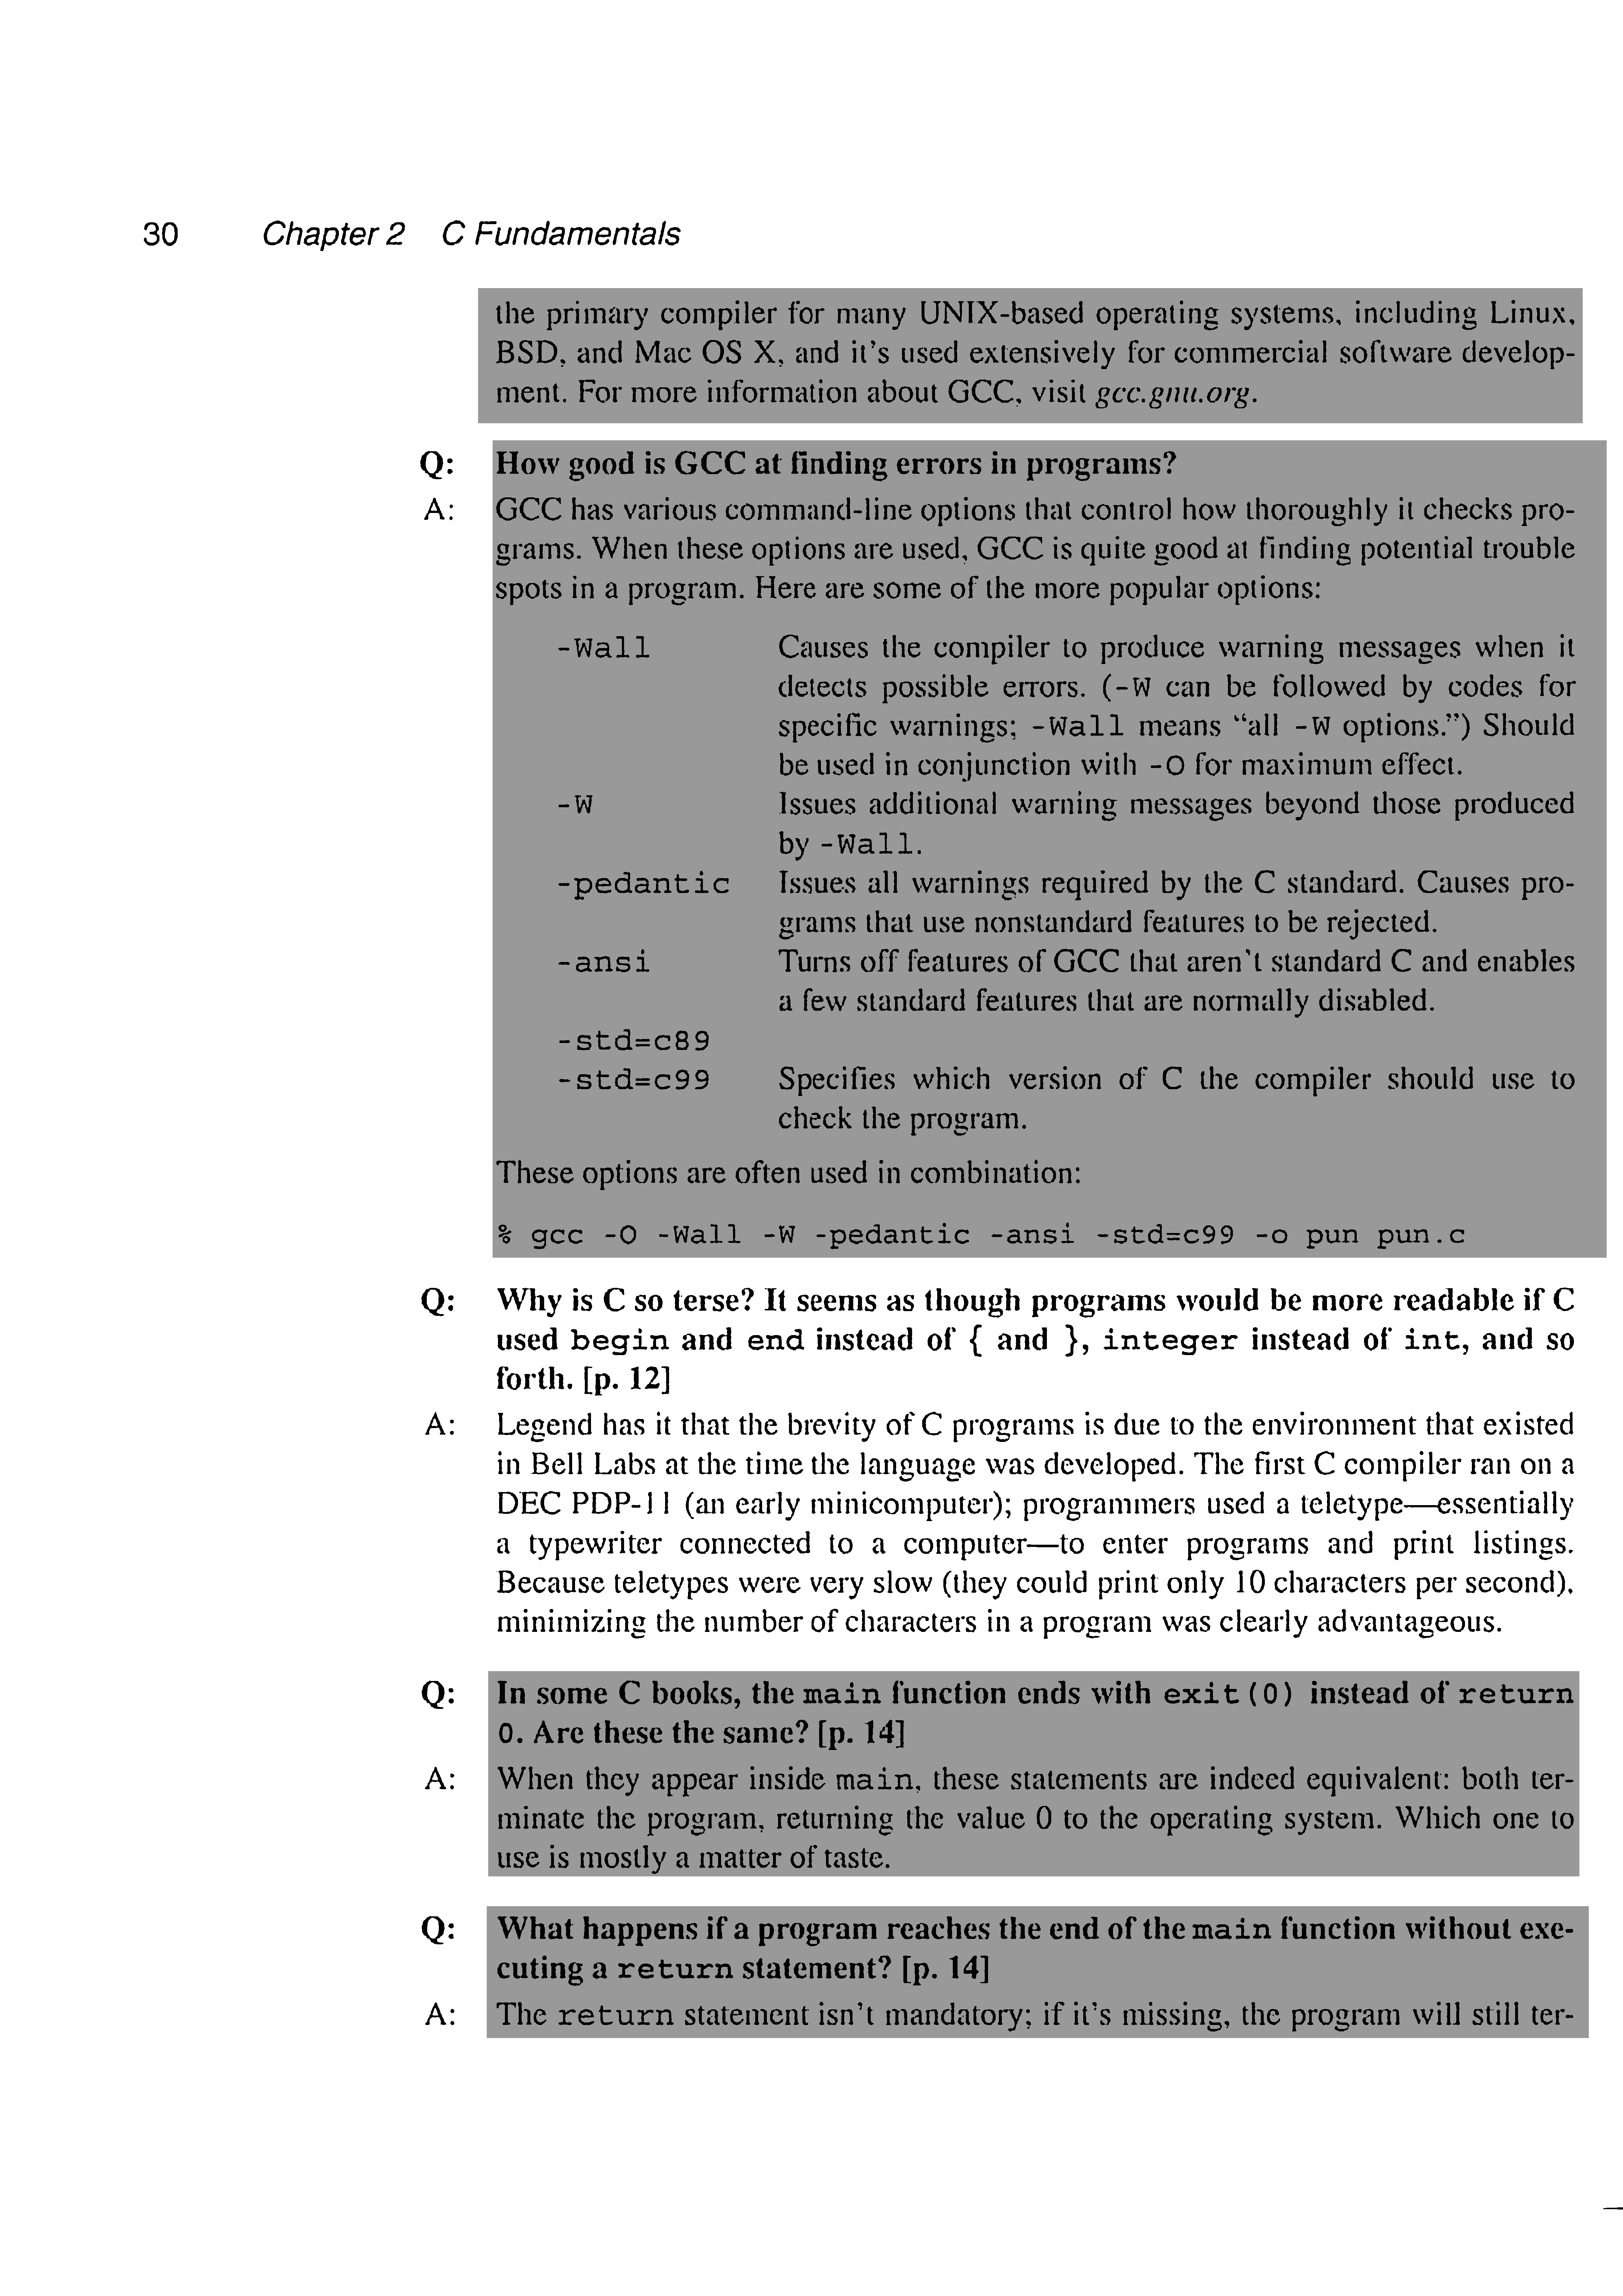 30 Chapter 2 C Fundamentals
the primary compiler for many UNIX-based operating systems, including Linux,
BSD, and Mac OS X, and it's used extensively for commercial software develop-
ment. For more information about GCC, visit gcc.gnu.org.
Q: How good is GCC at finding errors in programs?
A: GCC has various command-line options that control how thoroughly it checks pro-
grams. When these options are used, GCC is quite good at finding potential trouble
spots in a program. Here are some of the more popular options:
-Wall Causes the compiler to produce warning messages when it
detects possible errors. (-W can be followed by codes for
specific warnings; -Wall means “all -W options.”) Should
be used in conjunction with -O for maximum effect.
-W Issues additional warning messages beyond those produced
by -Wall.
-pedantic Issues all warnings required by the C standard. Causes pro-
grams that use nonstandard features to be rejected.
-ansi Turns off features of GCC that aren't standard C and enables
a few standard features that are normally disabled.
-std=c89
-std=c99 Specifies which version of C the compiler should use to
check the program.
These options are often used in combination:
% gcc -O -Wall -W -pedantic -ansi -std=c99 -o pun pun.c
Q: Why is C so terse? It seems as though programs would be more readable if C
used begin and end instead of { and }, integer instead of int, and so
forth. [p. 12]
A: Legend has it that the brevity of C programs is due to the environment that existed
in Bell Labs at the time the language was developed. The first C compiler ran on a
DEC PDP-11 (an early minicomputer); programmers used a teletype—essentially
a typewriter connected to a computer—to enter programs and print listings.
Because teletypes were very slow (they could print only 10 characters per second),
minimizing the number of characters in a program was clearly advantageous.
Q: In some C books, the main function ends with exit(0) instead of return
0. Are these the same? [p. 14]
A: When they appear inside main, these statements are indeed equivalent: both ter-
minate the program, returning the value 0 to the operating system. Which one to
use is mostly a matter of taste.
Q: What happens if a program reaches the end of the main function without exe-
cuting a return statement? [p. 14]
A: The return statement isn't mandatory; if it's missing, the program will still ter-